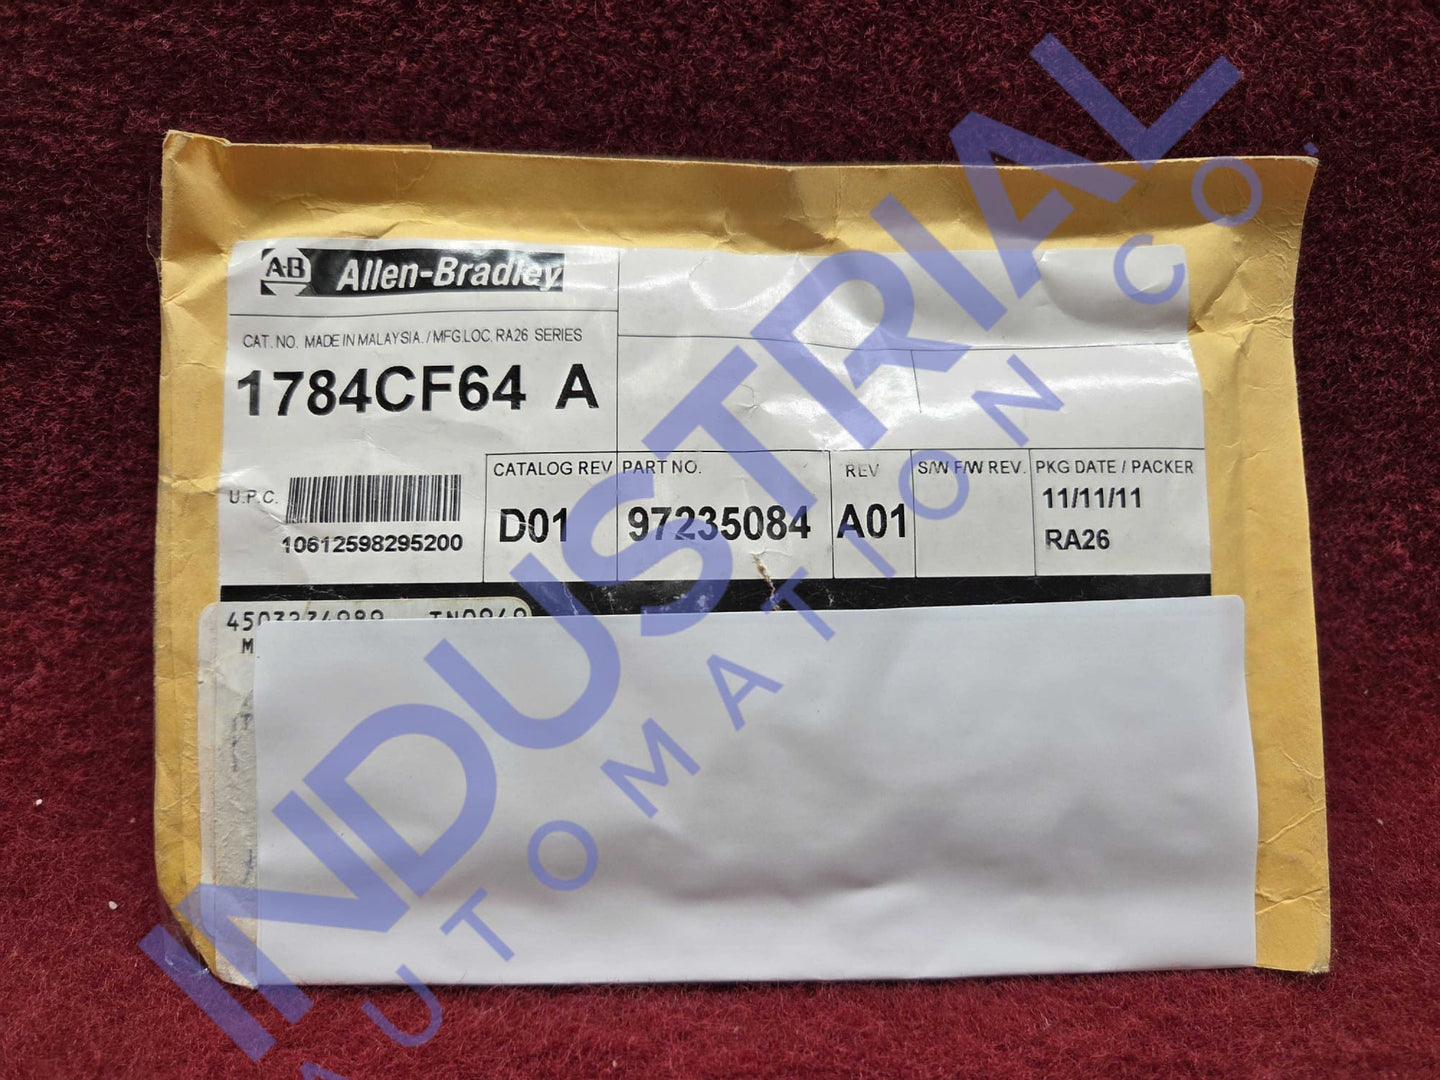 A-B Allen-Bradley
CAT. NO. MADE IN MALAYSIA. / MFG.LOC. RA26 SERIES
1784CF64 A
U.P.C.
10612598295200
CATALOG REV
D01
PART NO.
97235084
REV
A01
S/W F/W REV.
PKG DATE / PACKER
11/11/11
RA26
4503234989
M
INDUSTRIAL
AUTOMATION CO.